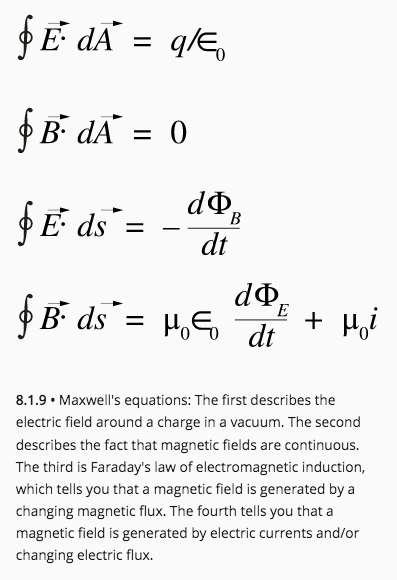 ∮ E⃗ · dA⃗ = q/∈₀
∮ B⃗ · dA⃗ = 0
∮ E⃗ · ds⃗ = − dΦ_B/dt
∮ B⃗ · ds⃗ = μ₀∈₀ dΦ_E/dt + μ₀i
8.1.9 • Maxwell's equations: The first describes the
electric field around a charge in a vacuum. The second
describes the fact that magnetic fields are continuous.
The third is Faraday's law of electromagnetic induction,
which tells you that a magnetic field is generated by a
changing magnetic flux. The fourth tells you that a
magnetic field is generated by electric currents and/or
changing electric flux.